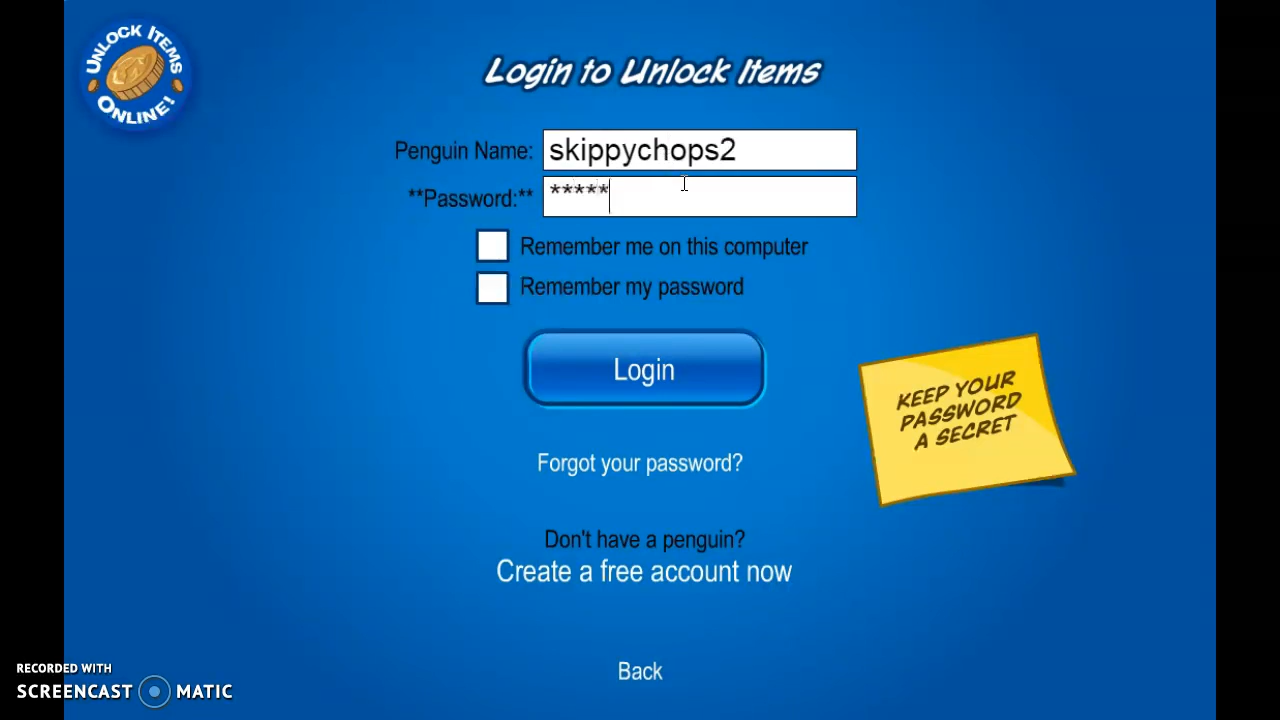 UNLOCK ITEMS
ONLINE!
Login to Unlock Items
Penguin Name: skippychops2
**Password:** *****
Remember me on this computer
Remember my password
Login
KEEP YOUR
PASSWORD
A SECRET
Forgot your password?
Don't have a penguin?
Create a free account now
Back
RECORDED WITH
SCREENCAST MATIC